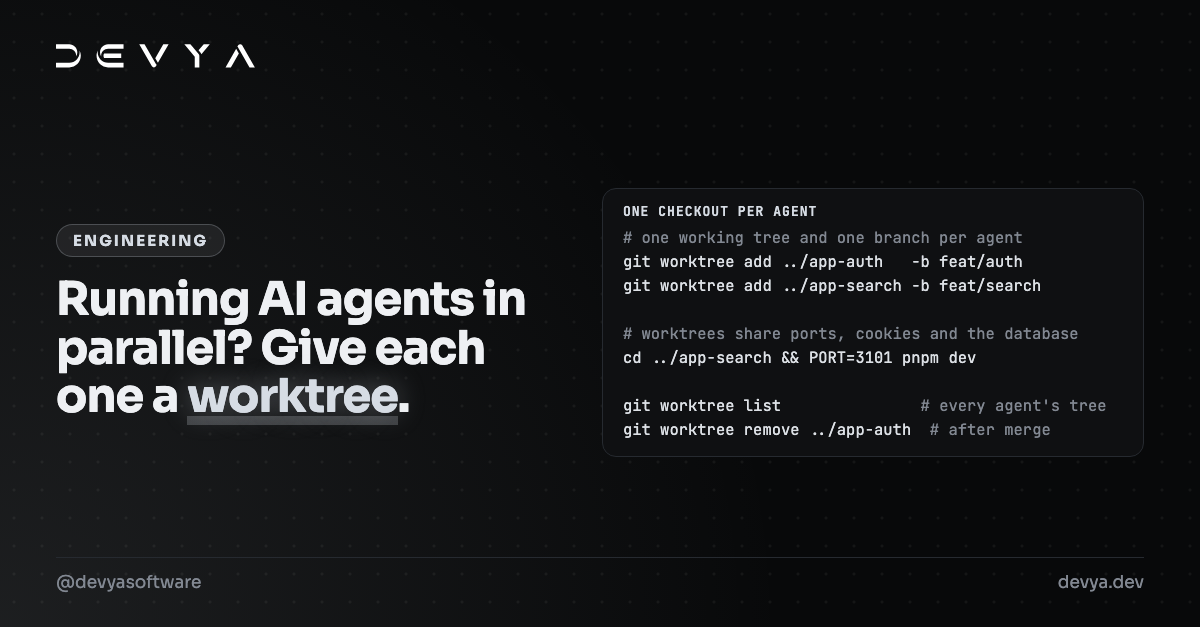 DEVYA
ENGINEERING
Running AI agents in
parallel? Give each
one a worktree.
ONE CHECKOUT PER AGENT
# one working tree and one branch per agent
git worktree add ../app-auth   -b feat/auth
git worktree add ../app-search -b feat/search
# worktrees share ports, cookies and the database
cd ../app-search && PORT=3101 pnpm dev
git worktree list               # every agent's tree
git worktree remove ../app-auth  # after merge
@devyasoftware
devya.dev